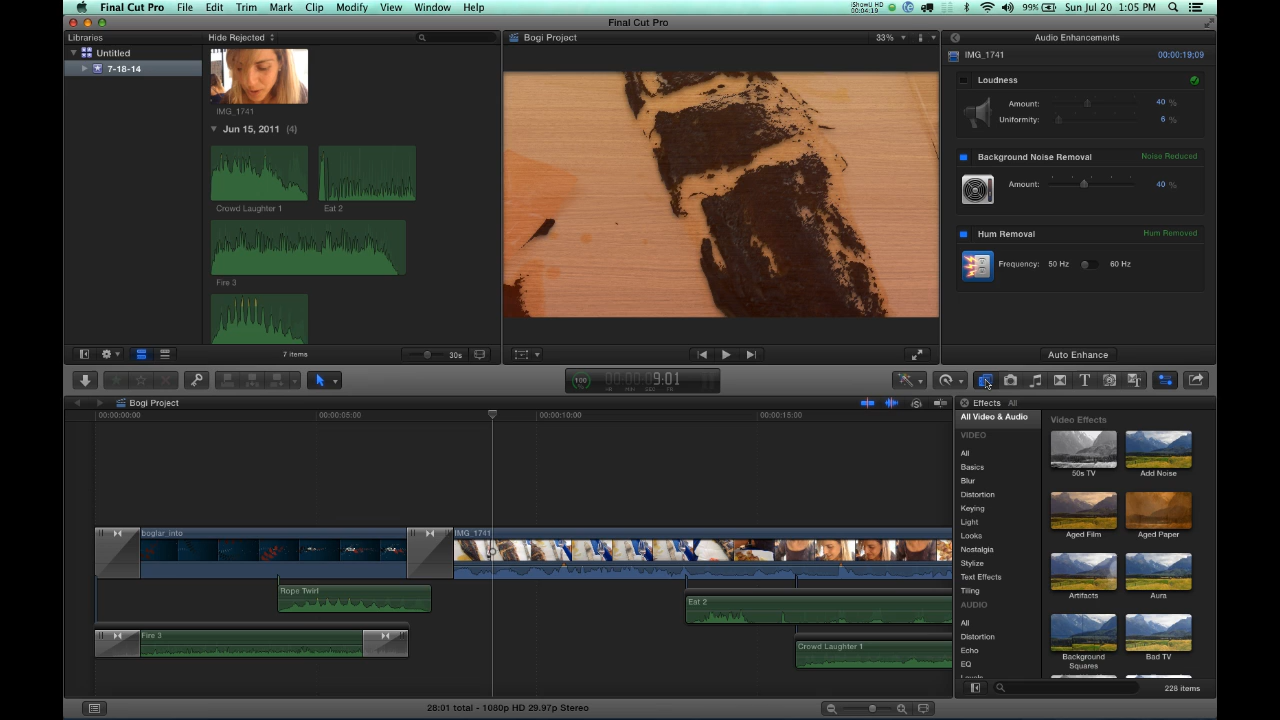 Final Cut Pro File Edit Trim Mark Clip Modify View Window Help
99% Sun Jul 20 1:05 PM
Final Cut Pro
Libraries
Hide Rejected
Bogi Project
33%
Audio Enhancements
Untitled
7-18-14
IMG_1741
Jun 15, 2011 (4)
Crowd Laughter 1
Eat 2
Fire 3
7 items
30s
IMG_1741
00:00:19;09
Loudness
Amount: 40 %
Uniformity: 6 %
Background Noise Removal
Noise Reduced
Amount: 40 %
Hum Removal
Hum Removed
Frequency: 50 Hz 60 Hz
Auto Enhance
100
9:01
Bogi Project
00:00:00:00
00:00:05:00
00:00:10:00
00:00:15:00
boglar_into
IMG_1741
Rope Twirl
Eat 2
Fire 3
Crowd Laughter 1
Effects All
All Video & Audio
VIDEO
All
Basics
Blur
Distortion
Keying
Light
Looks
Nostalgia
Stylize
Text Effects
Tiling
AUDIO
All
Distortion
Echo
EQ
Video Effects
50s TV
Add Noise
Aged Film
Aged Paper
Artifacts
Aura
Background
Squares
Bad TV
228 items
28:01 total - 1080p HD 29.97p Stereo